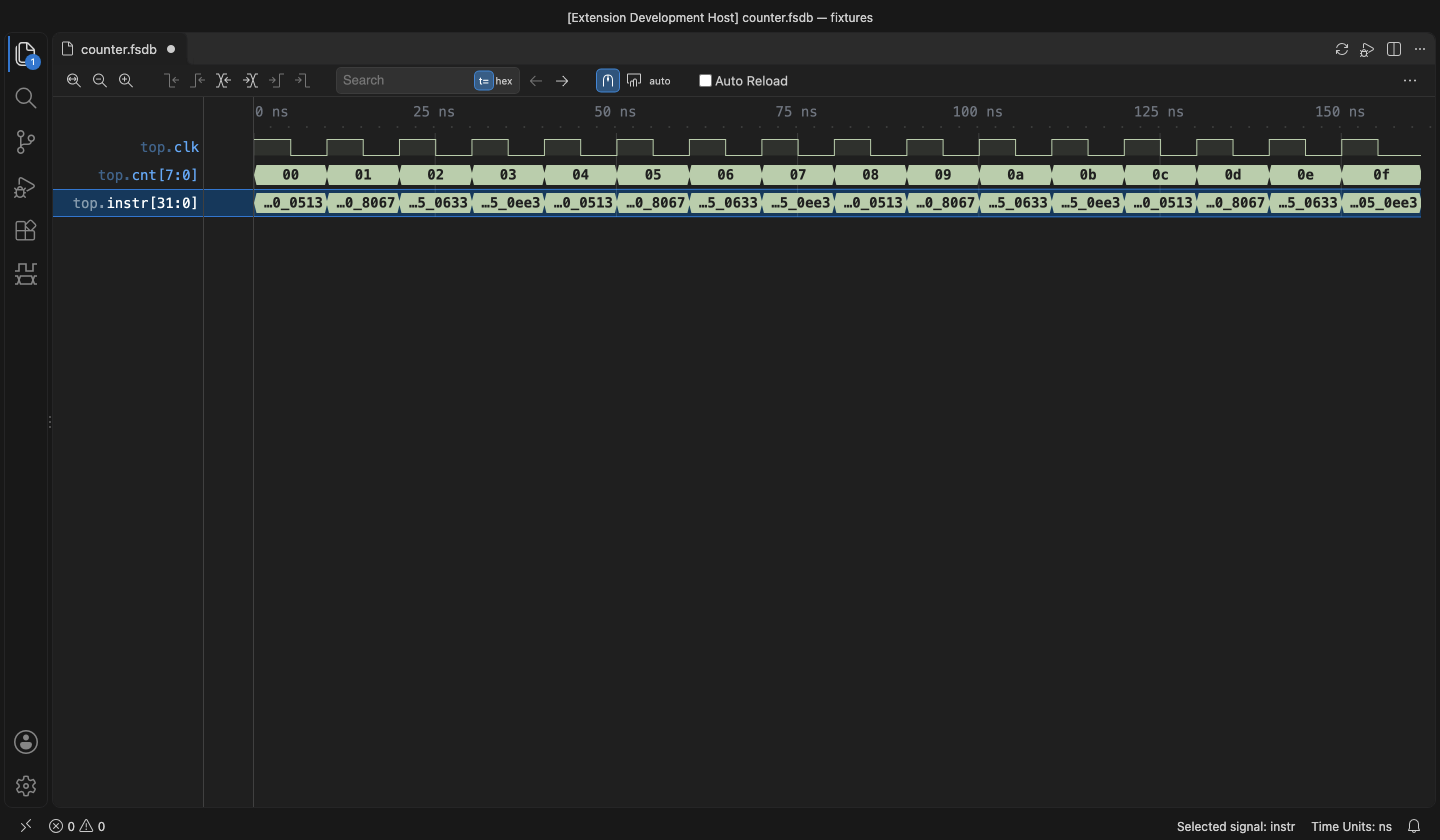 [Extension Development Host] counter.fsdb — fixtures
1
counter.fsdb
Search
t= hex
auto
Auto Reload
0 ns 25 ns 50 ns 75 ns 100 ns 125 ns 150 ns
top.clk
top.cnt[7:0] 00 01 02 03 04 05 06 07 08 09 0a 0b 0c 0d 0e 0f
top.instr[31:0] …0_0513 …0_8067 …5_0633 …5_0ee3 …0_0513 …0_8067 …5_0633 …5_0ee3 …0_0513 …0_8067 …5_0633 …5_0ee3 …0_0513 …0_8067 …5_0633 …05_0ee3
0 0
Selected signal: instr Time Units: ns